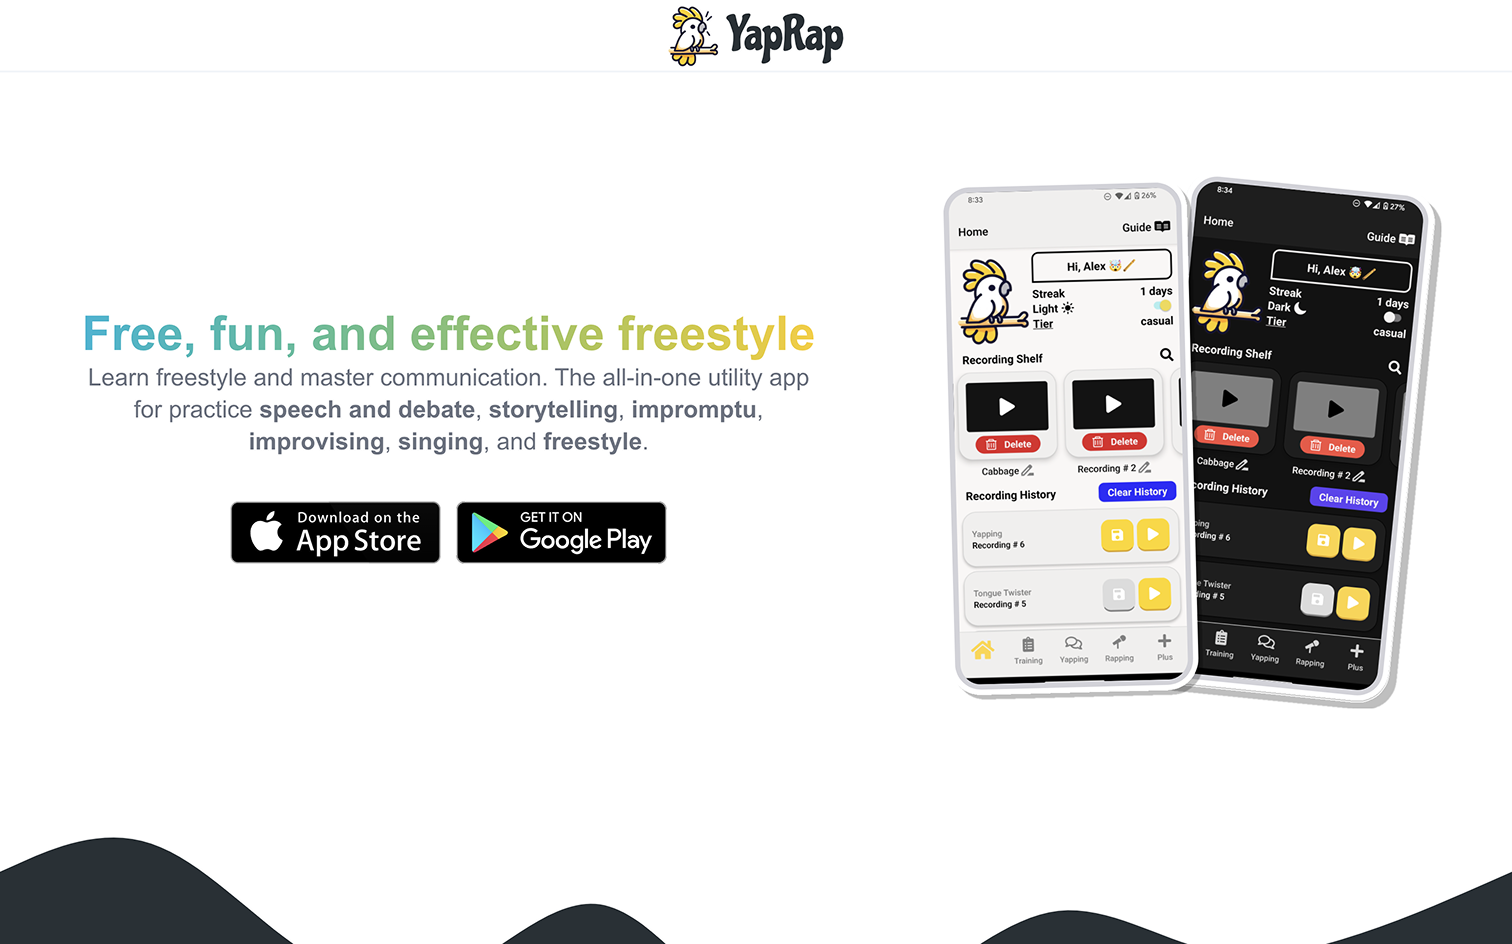 YapRap
Free, fun, and effective freestyle
Learn freestyle and master communication. The all-in-one utility app
for practice speech and debate, storytelling, impromptu,
improvising, singing, and freestyle.
Download on the
App Store
GET IT ON
Google Play
8:33
26%
Home
Guide
Hi, Alex 🤯🥢
Streak
1 days
Light
Tier
casual
Recording Shelf
Delete
Delete
Cabbage
Recording # 2
Recording History
Clear History
Yapping
Recording # 6
Tongue Twister
Recording # 5
Training
Yapping
Rapping
Plus
8:34
27%
Home
Guide
Hi, Alex 🤯🥢
Streak
1 days
Dark
Tier
casual
Recording Shelf
Delete
Delete
Cabbage
Recording # 2
ording History
Clear History
ping
rding # 6
e Twister
ding # 5
Training
Yapping
Rapping
Plus